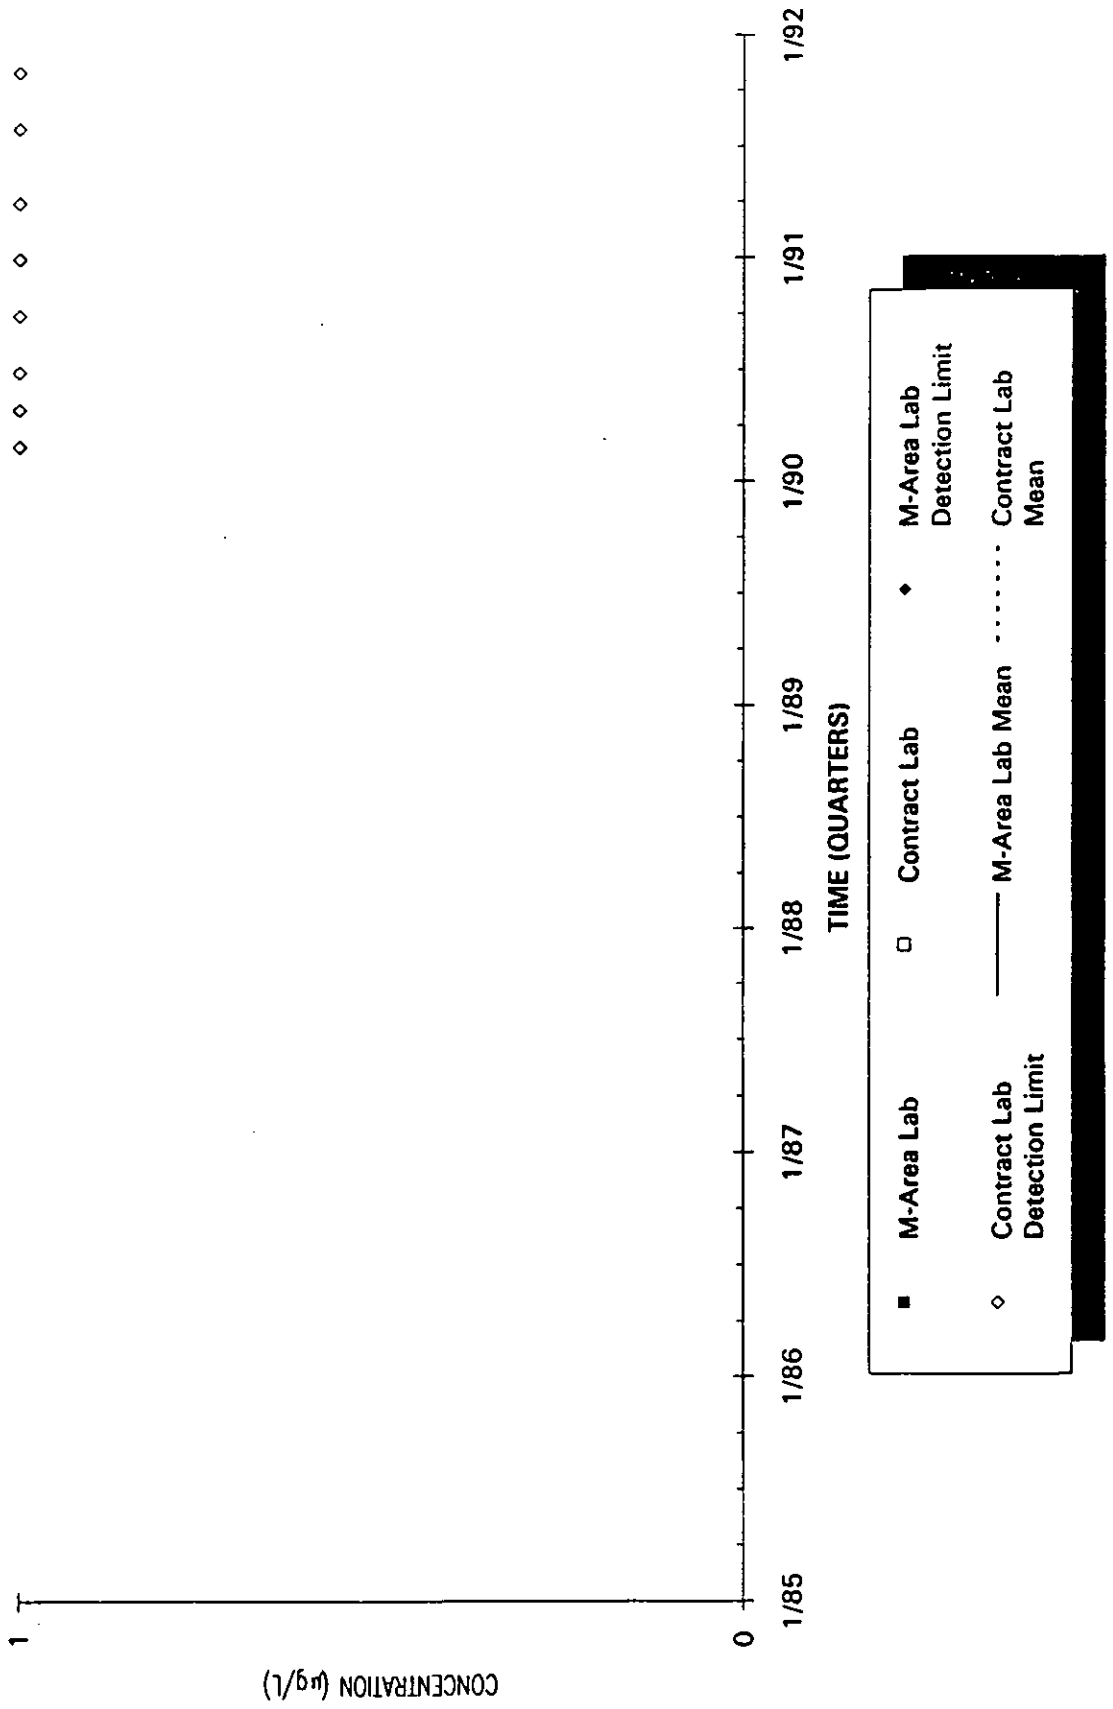 1
CONCENTRATION (µg/L)
0
1/85
1/86
1/87
1/88
1/89
1/90
1/91
1/92
TIME (QUARTERS)
M-Area Lab
Contract Lab
M-Area Lab
Detection Limit
Contract Lab
Detection Limit
M-Area Lab Mean
Contract Lab
Mean